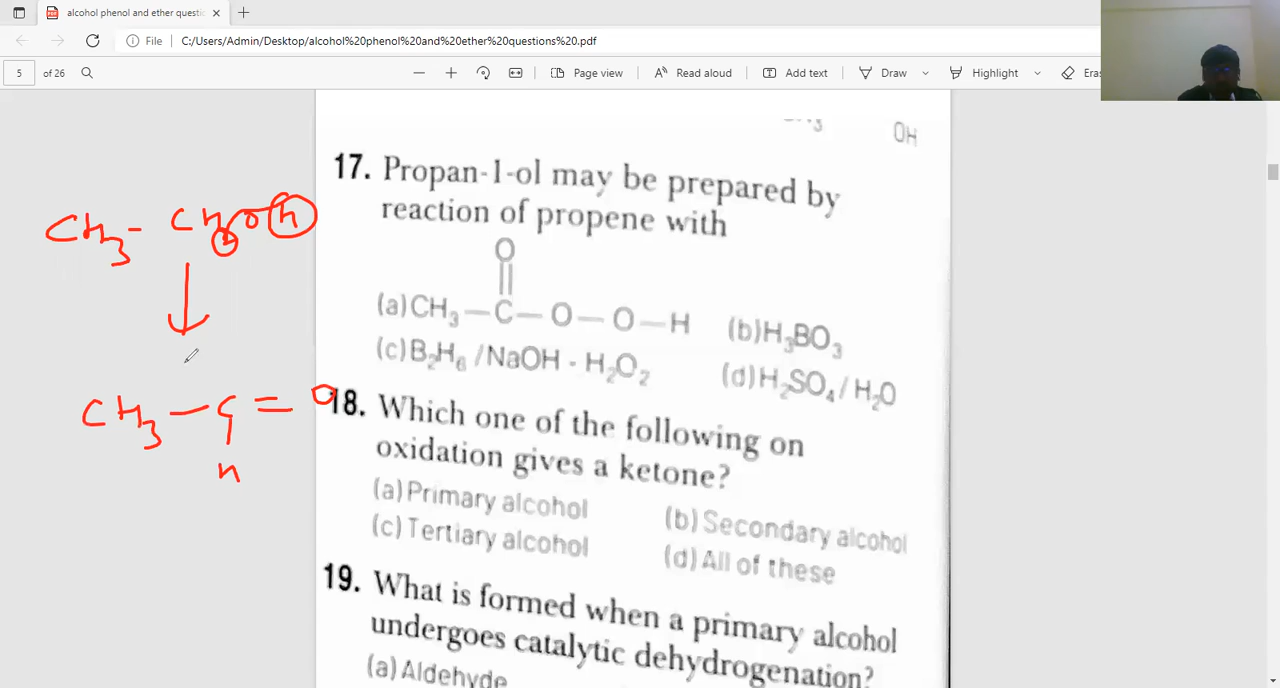 alcohol phenol and ether questi
File C:/Users/Admin/Desktop/alcohol%20phenol%20and%20ether%20questions%20.pdf
5 of 26 Page view Read aloud Add text Draw Highlight Eras
OH
17. Propan-1-ol may be prepared by
reaction of propene with
O
(a) CH3—C—O—O—H (b) H3BO3
(c) B2H6 /NaOH - H2O2 (d) H2SO4/H2O
18. Which one of the following on
oxidation gives a ketone?
(a) Primary alcohol (b) Secondary alcohol
(c) Tertiary alcohol (d) All of these
19. What is formed when a primary alcohol
undergoes catalytic dehydrogenation?
(a) Aldehyde
CH3 - CH2OH
CH3 — C = O
H